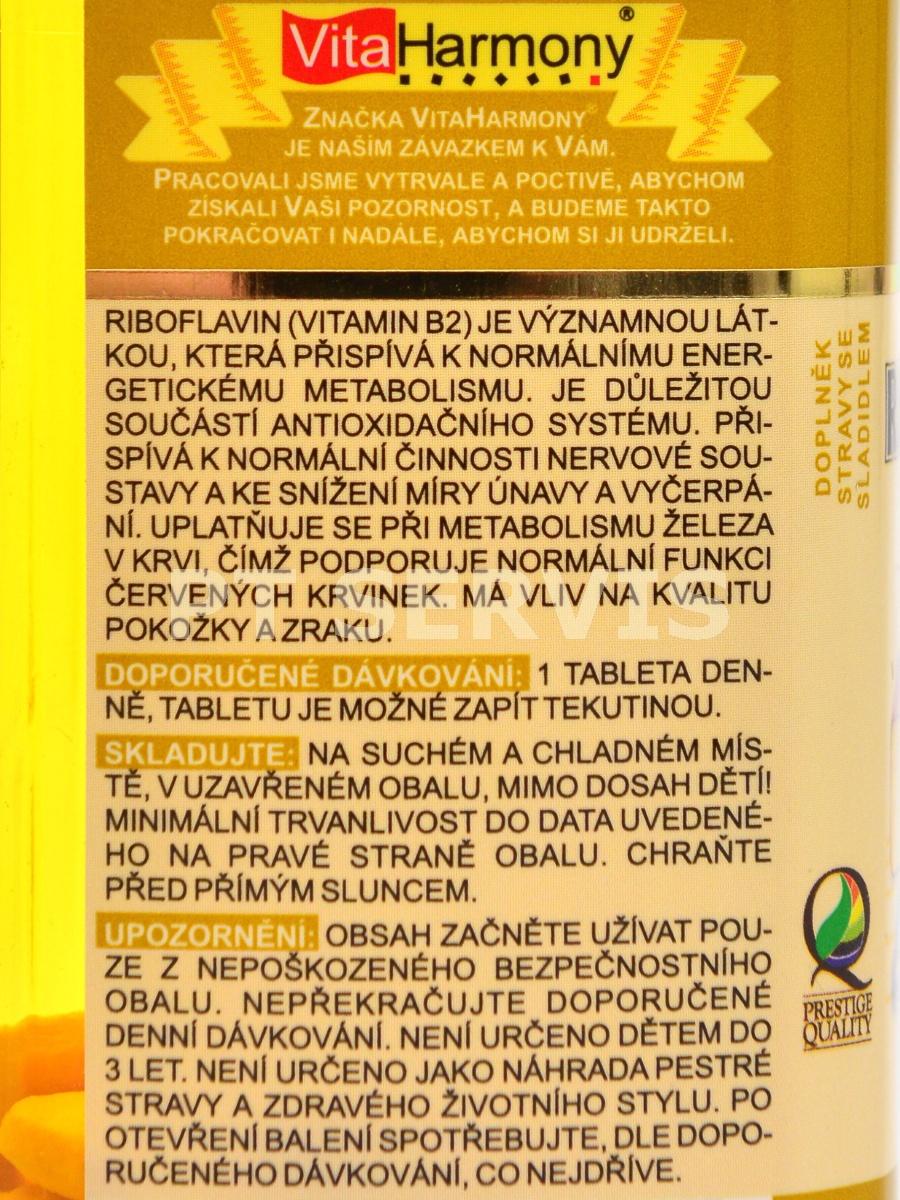 VitaHarmony®
ZNAČKA VITAHARMONY®
JE NAŠÍM ZÁVAZKEM K VÁM.
PRACOVALI JSME VYTRVALE A POCTIVĚ, ABYCHOM
ZÍSKALI VAŠI POZORNOST, A BUDEME TAKTO
POKRAČOVAT I NADÁLE, ABYCHOM SI JI UDRŽELI.
RIBOFLAVIN (VITAMIN B2) JE VÝZNAMNOU LÁT-
KOU, KTERÁ PŘISPÍVÁ K NORMÁLNÍMU ENER-
GETICKÉMU METABOLISMU. JE DŮLEŽITOU
SOUČÁSTÍ ANTIOXIDAČNÍHO SYSTÉMU. PŘI-
SPÍVÁ K NORMÁLNÍ ČINNOSTI NERVOVÉ SOU-
STAVY A KE SNÍŽENÍ MÍRY ÚNAVY A VYČERPÁ-
NÍ. UPLATŇUJE SE PŘI METABOLISMU ŽELEZA
V KRVI, ČÍMŽ PODPORUJE NORMÁLNÍ FUNKCI
ČERVENÝCH KRVINEK. MÁ VLIV NA KVALITU
POKOŽKY A ZRAKU.
DOPORUČENÉ DÁVKOVÁNÍ: 1 TABLETA DEN-
NĚ, TABLETU JE MOŽNÉ ZAPÍT TEKUTINOU.
SKLADUJTE: NA SUCHÉM A CHLADNÉM MÍS-
TĚ, V UZAVŘENÉM OBALU, MIMO DOSAH DĚTÍ!
MINIMÁLNÍ TRVANLIVOST DO DATA UVEDENÉ-
HO NA PRAVÉ STRANĚ OBALU. CHRAŇTE
PŘED PŘÍMÝM SLUNCEM.
UPOZORNĚNÍ: OBSAH ZAČNĚTE UŽÍVAT POU-
ZE Z NEPOŠKOZENÉHO BEZPEČNOSTNÍHO
OBALU. NEPŘEKRAČUJTE DOPORUČENÉ
DENNÍ DÁVKOVÁNÍ. NENÍ URČENO DĚTEM DO
3 LET. NENÍ URČENO JAKO NÁHRADA PESTRÉ
STRAVY A ZDRAVÉHO ŽIVOTNÍHO STYLU. PO
OTEVŘENÍ BALENÍ SPOTŘEBUJTE, DLE DOPO-
RUČENÉHO DÁVKOVÁNÍ, CO NEJDŘÍVE.
DOPLNĚK
STRAVY SE
SLADIDLEM
Q
PRESTIGE
QUALITY
SERVIS